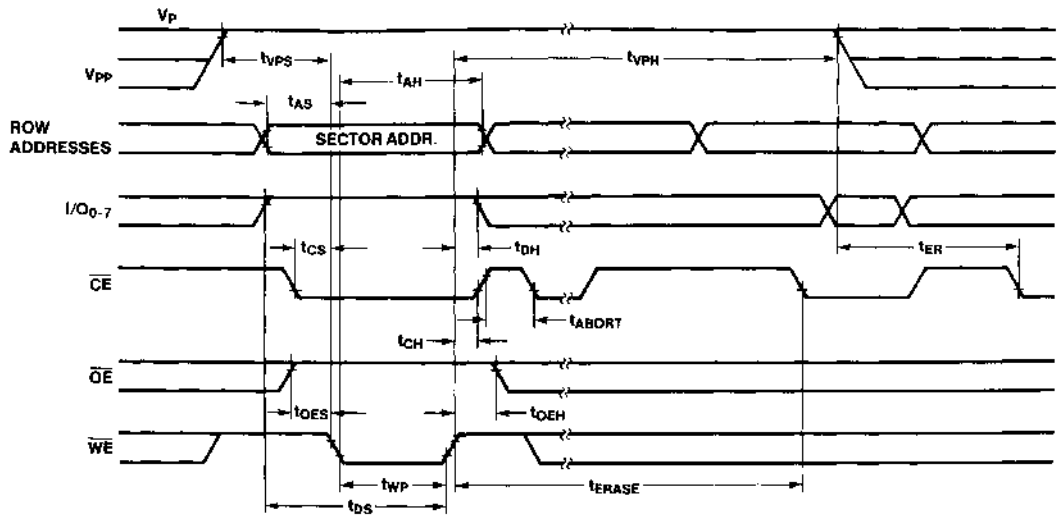 VP
VPP
tVPS
tVPH
tAH
tAS
ROW
ADDRESSES
SECTOR ADDR.
I/O0-7
tCS
tDH
tER
CE
tABORT
tCH
OE
tOES
tOEH
WE
tWP
tERASE
tDS